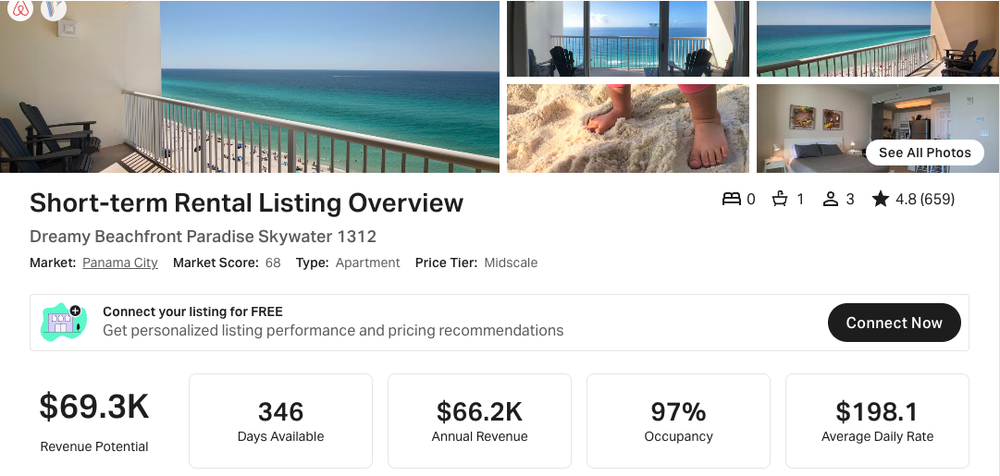 See All Photos
Short-term Rental Listing Overview
0 1 3 4.8 (659)
Dreamy Beachfront Paradise Skywater 1312
Market: Panama City Market Score: 68 Type: Apartment Price Tier: Midscale
Connect your listing for FREE
Get personalized listing performance and pricing recommendations
Connect Now
$69.3K
Revenue Potential
346
Days Available
$66.2K
Annual Revenue
97%
Occupancy
$198.1
Average Daily Rate